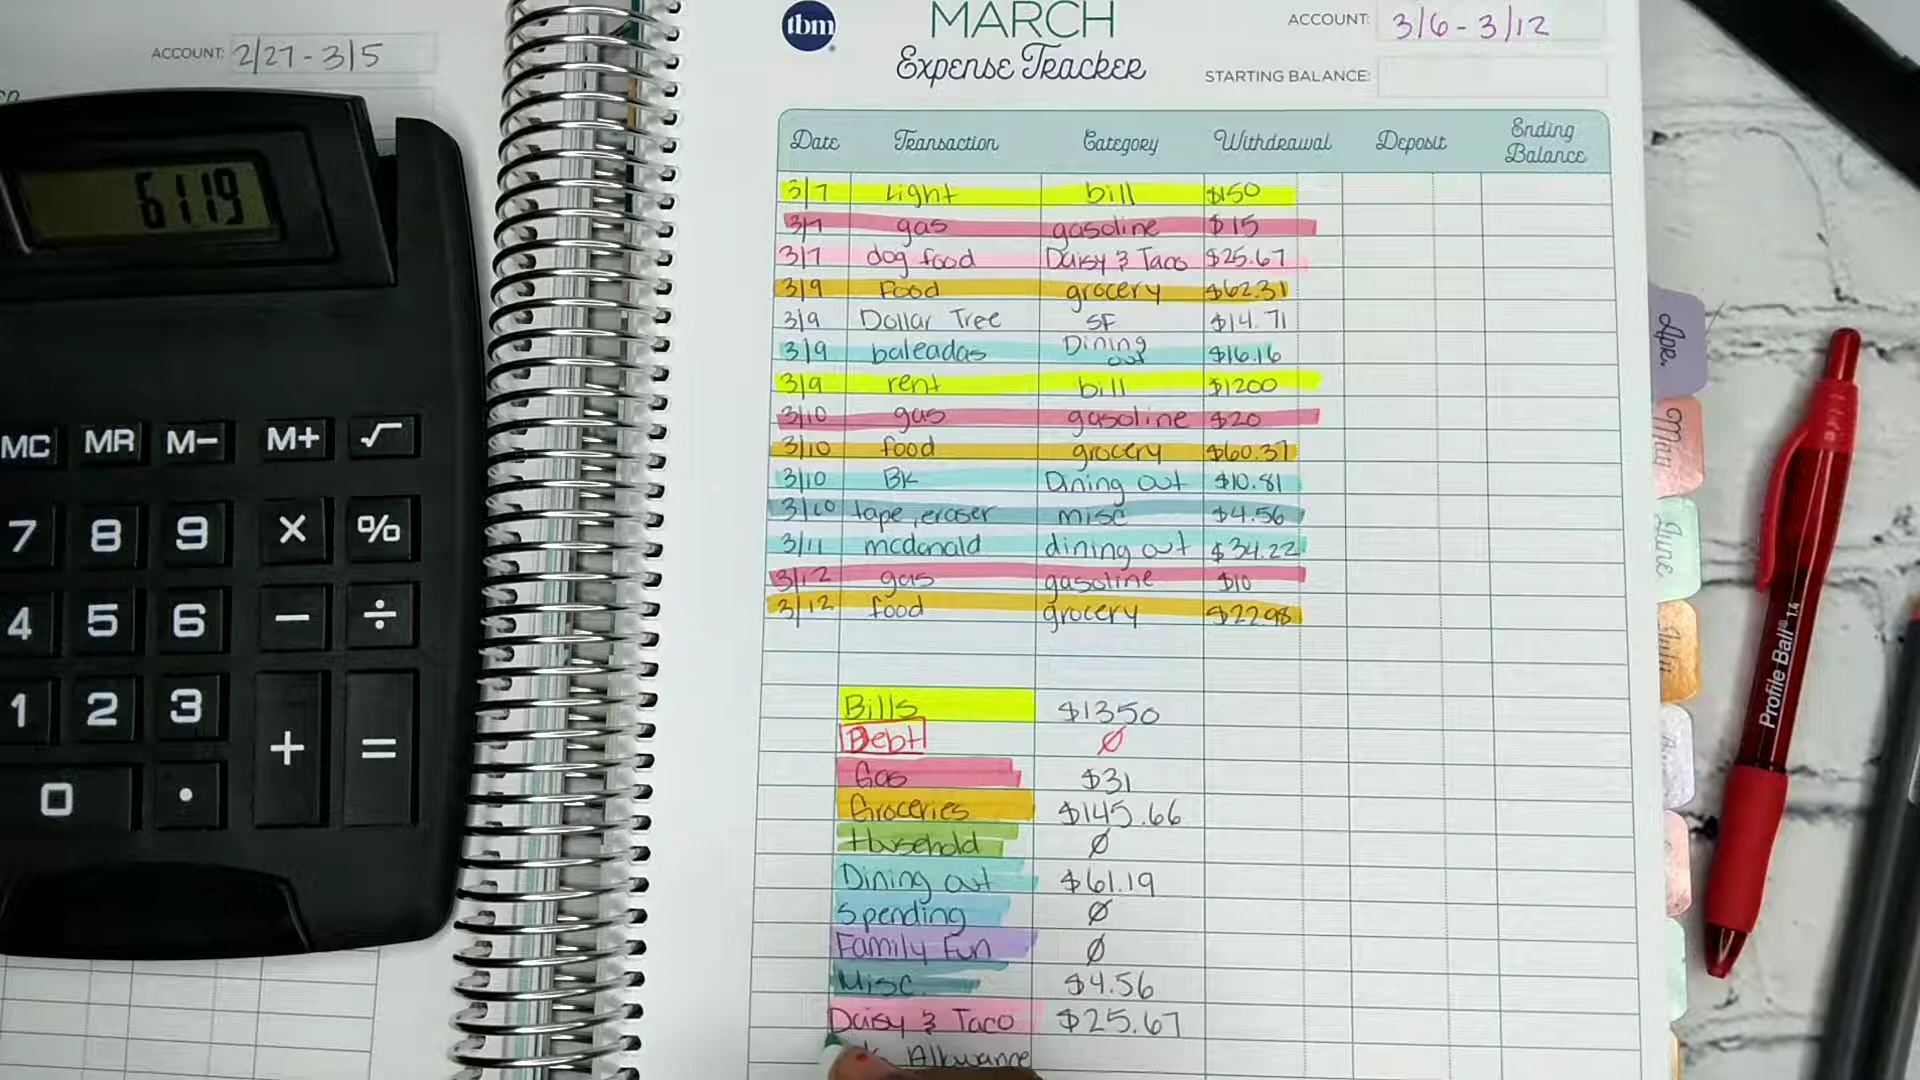 tbm
MARCH
Expense Tracker
ACCOUNT: 3/6 - 3/12
STARTING BALANCE:
ACCOUNT: 2/27 - 3/5
6119
Date Transaction Category Withdrawal Deposit Ending Balance
3/7 Light bill $150
3/7 gas gasoline $15
3/7 dog food Daisy & Taco $25.67
3/9 Food grocery $62.31
3/9 Dollar Tree SF $14.71
3/9 baleadas Dining out $16.16
3/9 rent bill $1200
3/10 gas gasoline $20
3/10 food grocery $60.37
3/10 BK Dining out $10.81
3/10 tape, eraser misc $4.56
3/11 mcdonald dining out $34.22
3/12 gas gasoline $10
3/12 food grocery $22.98
Bills $1350
Debt Ø
Gas $31
Groceries $145.66
Household Ø
Dining out $61.19
Spending Ø
Family Fun Ø
Misc. $4.56
Daisy & Taco $25.67
Allowance
MC MR M- M+ √
7 8 9 X %
4 5 6 - ÷
1 2 3 + =
0 .
Apr.
May
June
July
Profile Ball 1.4